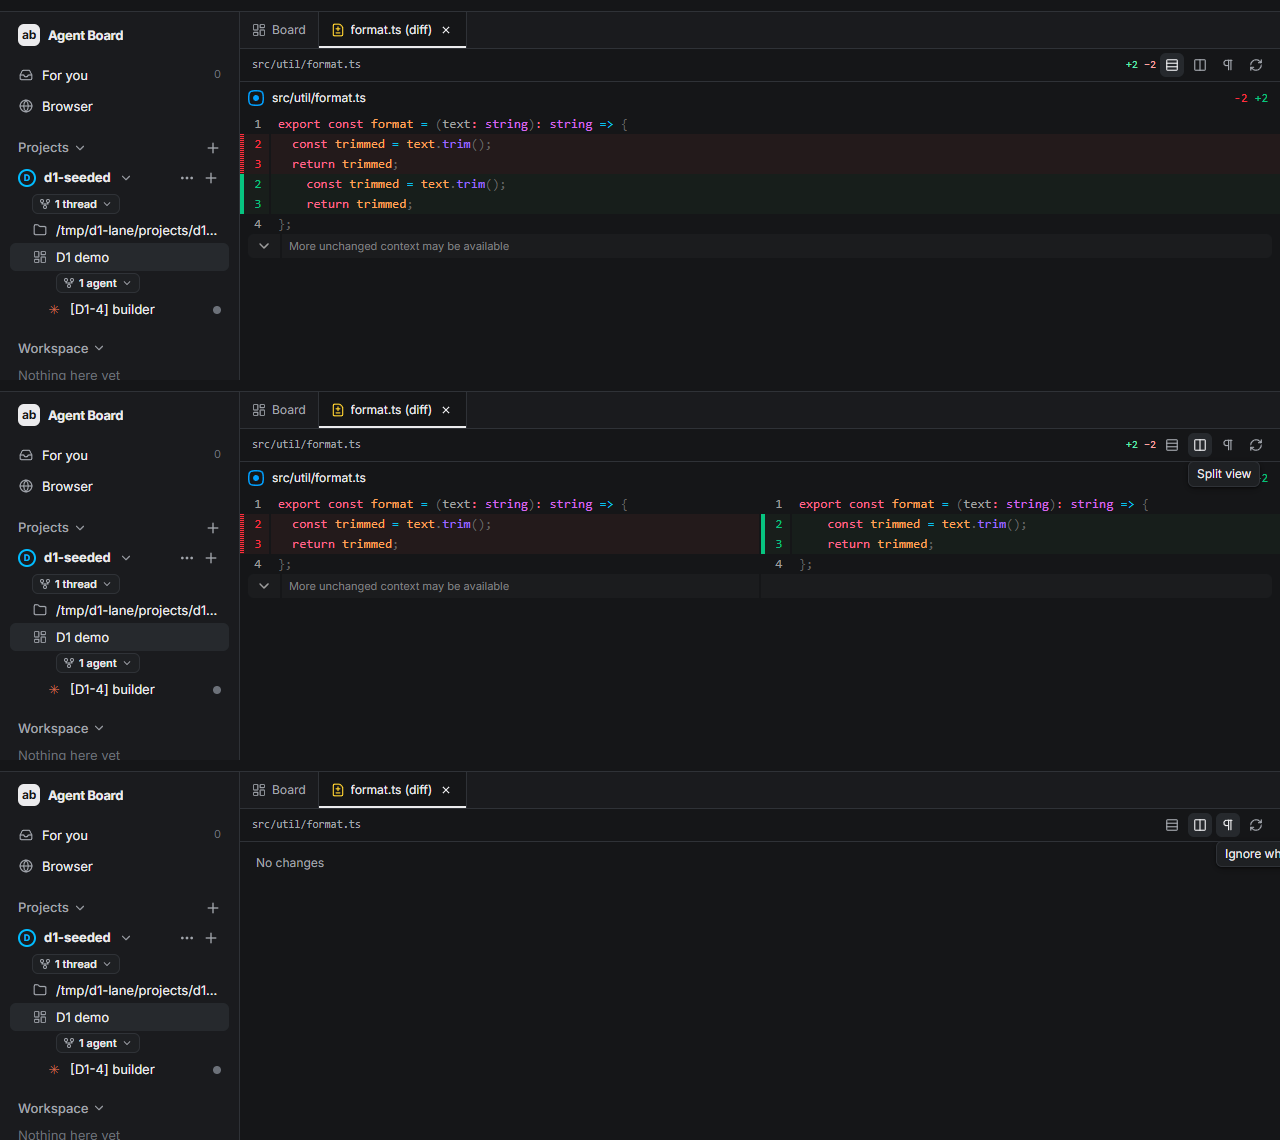 ab Agent Board
Board
format.ts (diff)
src/util/format.ts
+2 -2
For you 0
Browser
Projects
D d1-seeded
1 thread
/tmp/d1-lane/projects/d1...
D1 demo
1 agent
[D1-4] builder
Workspace
Nothing here yet
src/util/format.ts
-2 +2
1 export const format = (text: string): string => {
2 const trimmed = text.trim();
3 return trimmed;
2 const trimmed = text.trim();
3 return trimmed;
4 };
More unchanged context may be available
ab Agent Board
Board
format.ts (diff)
src/util/format.ts
+2 -2
For you 0
Browser
Projects
D d1-seeded
1 thread
/tmp/d1-lane/projects/d1...
D1 demo
1 agent
[D1-4] builder
Workspace
Nothing here yet
src/util/format.ts
Split view
2
1 export const format = (text: string): string => {
2 const trimmed = text.trim();
3 return trimmed;
4 };
1 export const format = (text: string): string => {
2 const trimmed = text.trim();
3 return trimmed;
4 };
More unchanged context may be available
ab Agent Board
Board
format.ts (diff)
src/util/format.ts
For you 0
Browser
Projects
D d1-seeded
1 thread
/tmp/d1-lane/projects/d1...
D1 demo
1 agent
[D1-4] builder
Workspace
Nothing here yet
Ignore wh
No changes